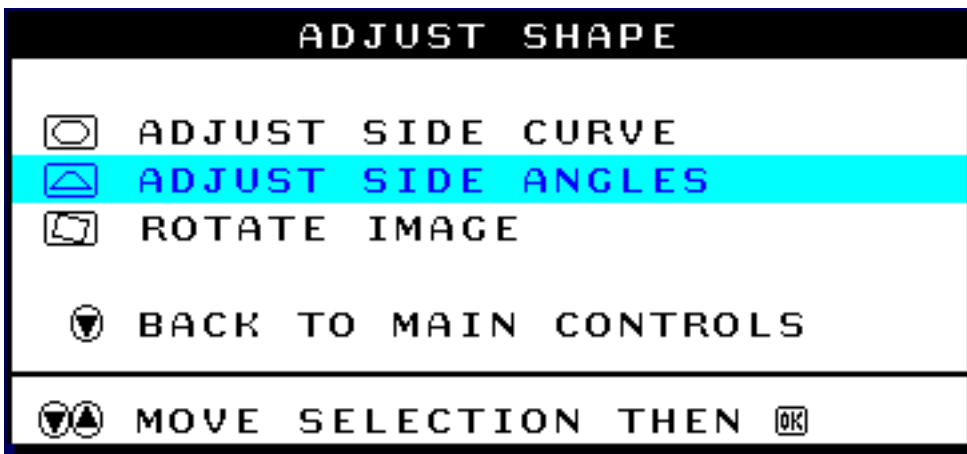 ADJUST SHAPE
ADJUST SIDE CURVE
ADJUST SIDE ANGLES
ROTATE IMAGE
BACK TO MAIN CONTROLS
MOVE SELECTION THEN OK